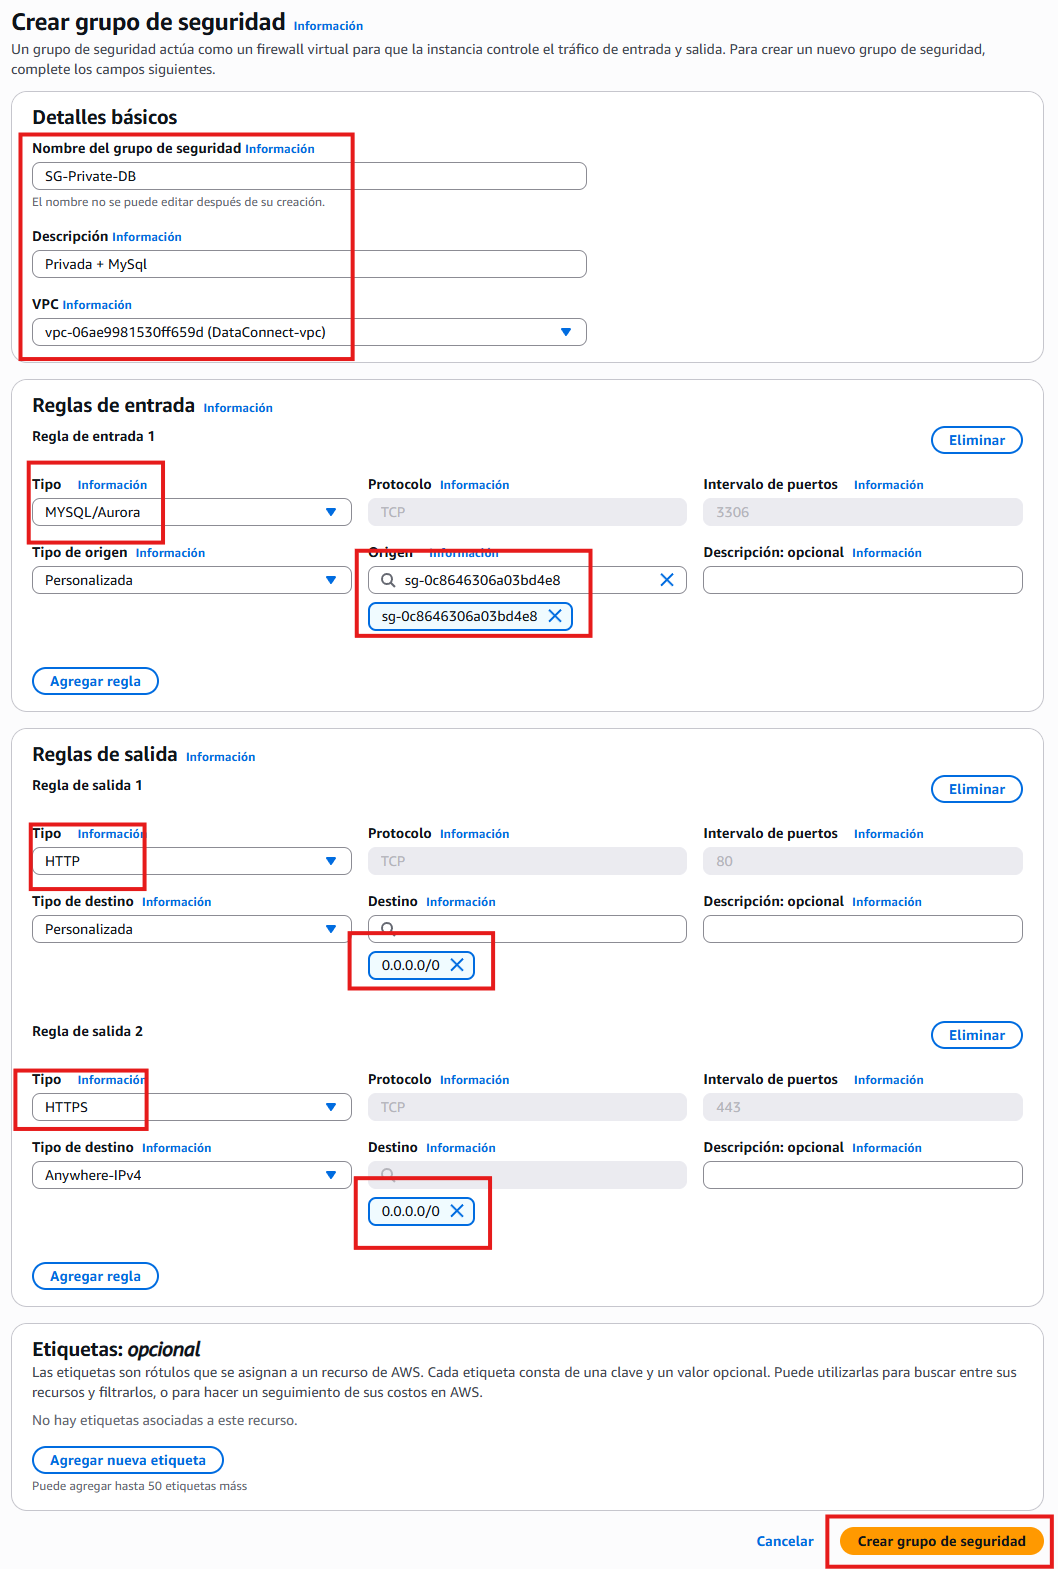 Crear grupo de seguridad Información
Un grupo de seguridad actúa como un firewall virtual para que la instancia controle el tráfico de entrada y salida. Para crear un nuevo grupo de seguridad,
complete los campos siguientes.
Detalles básicos
Nombre del grupo de seguridad Información
SG-Private-DB
El nombre no se puede editar después de su creación.
Descripción Información
Privada + MySql
VPC Información
vpc-06ae9981530ff659d (DataConnect-vpc)
Reglas de entrada Información
Regla de entrada 1
Eliminar
Tipo Información Protocolo Información Intervalo de puertos Información
MYSQL/Aurora TCP 3306
Tipo de origen Información Origen Información Descripción: opcional Información
Personalizada sg-0c8646306a03bd4e8
sg-0c8646306a03bd4e8
Agregar regla
Reglas de salida Información
Regla de salida 1
Eliminar
Tipo Información Protocolo Información Intervalo de puertos Información
HTTP TCP 80
Tipo de destino Información Destino Información Descripción: opcional Información
Personalizada
0.0.0.0/0
Regla de salida 2
Eliminar
Tipo Información Protocolo Información Intervalo de puertos Información
HTTPS TCP 443
Tipo de destino Información Destino Información Descripción: opcional Información
Anywhere-IPv4
0.0.0.0/0
Agregar regla
Etiquetas: opcional
Las etiquetas son rótulos que se asignan a un recurso de AWS. Cada etiqueta consta de una clave y un valor opcional. Puede utilizarlas para buscar entre sus
recursos y filtrarlos, o para hacer un seguimiento de sus costos en AWS.
No hay etiquetas asociadas a este recurso.
Agregar nueva etiqueta
Puede agregar hasta 50 etiquetas máss
Cancelar Crear grupo de seguridad